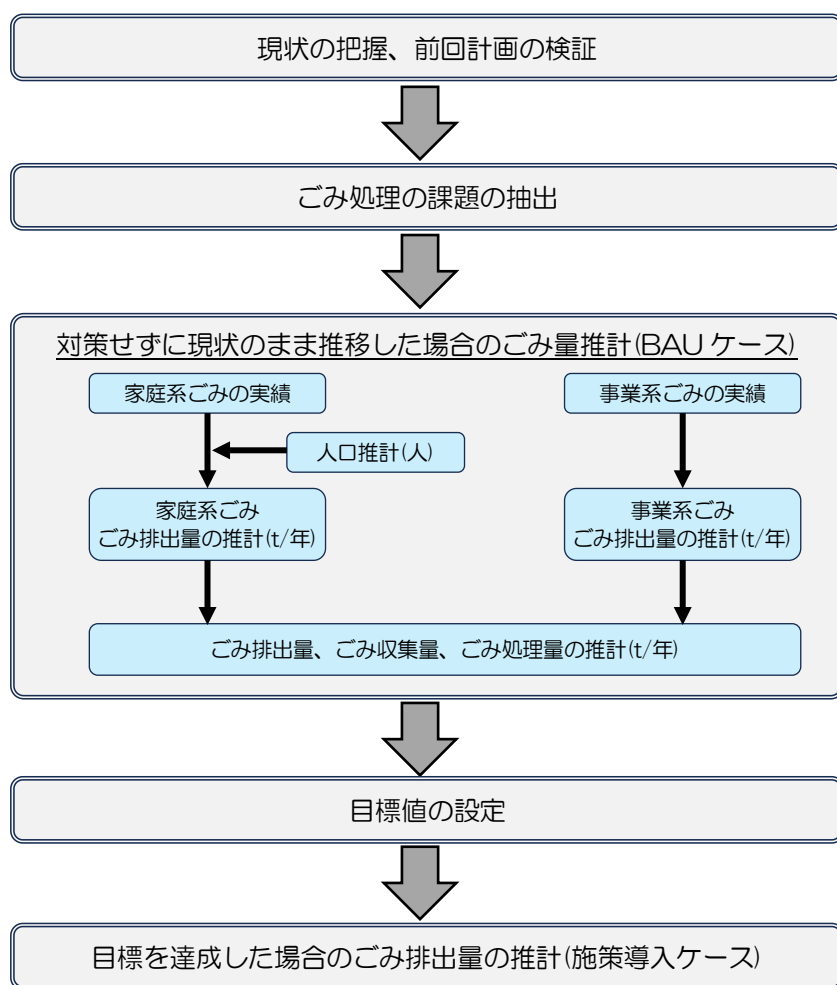 現状の把握、前回計画の検証
ごみ処理の課題の抽出
対策せずに現状のまま推移した場合のごみ量推計(BAUケース)
家庭系ごみの実績
事業系ごみの実績
人口推計(人)
家庭系ごみ
ごみ排出量の推計(t/年)
事業系ごみ
ごみ排出量の推計(t/年)
ごみ排出量、ごみ収集量、ごみ処理量の推計(t/年)
目標値の設定
目標を達成した場合のごみ排出量の推計(施策導入ケース)